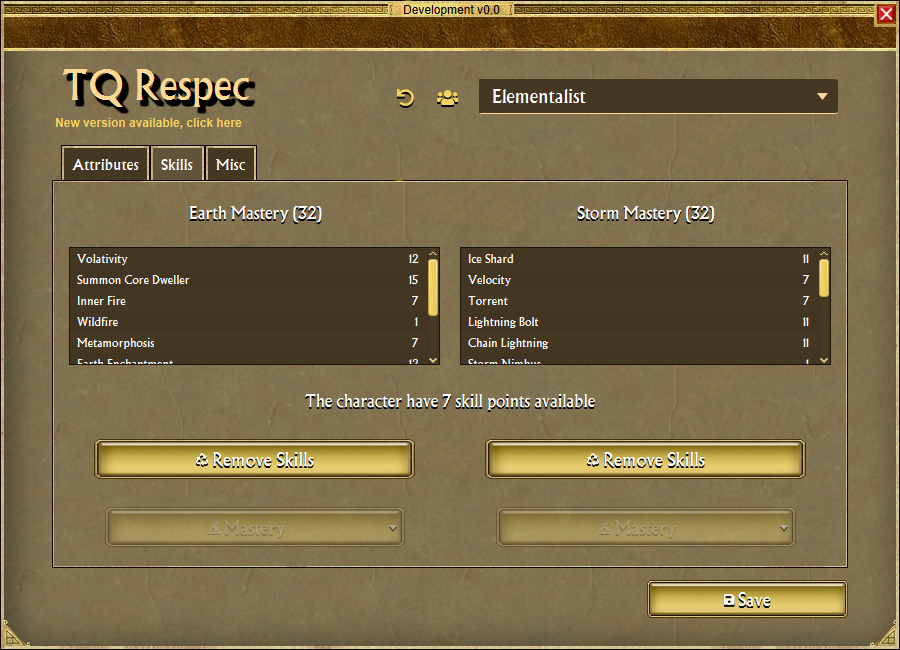 Development v0.0
TQ Respec
New version available, click here
Elementalist
Attributes
Skills
Misc
Earth Mastery (32)
Volativity 12
Summon Core Dweller 15
Inner Fire 7
Wildfire 1
Metamorphosis 7
Earth Enchantment 12
Storm Mastery (32)
Ice Shard 11
Velocity 7
Torrent 7
Lightning Bolt 11
Chain Lightning 11
Storm Nimbus 1
The character have 7 skill points available
Remove Skills
Remove Skills
Mastery
Mastery
Save